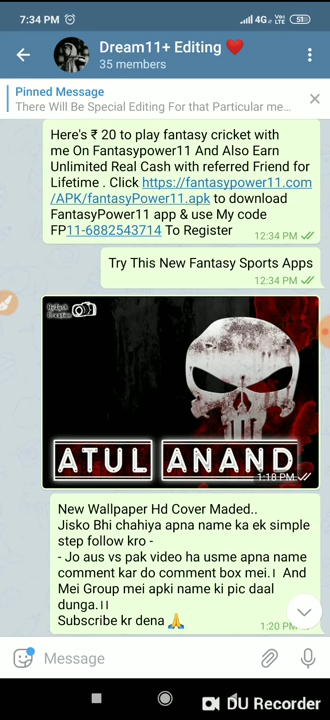 7:34 PM
4G
Vo)
LTE
51
Dream11+ Editing ❤️
35 members
Pinned Message
There Will Be Special Editing For that Particular me...
Here's ₹ 20 to play fantasy cricket with
me On Fantasypower11 And Also Earn
Unlimited Real Cash with referred Friend for
Lifetime . Click https://fantasypower11.com
/APK/fantasyPower11.apk to download
FantasyPower11 app & use My code
FP11-6882543714 To Register
12:34 PM
Try This New Fantasy Sports Apps
12:34 PM
Creation
ATUL ANAND
1:18 PM
New Wallpaper Hd Cover Maded..
Jisko Bhi chahiya apna name ka ek simple
step follow kro -
- Jo aus vs pak video ha usme apna name
comment kar do comment box mei.। And
Mei Group mei apki name ki pic daal
dunga.।।
Subscribe kr dena 🙏
1:20 PM
Message
DU Recorder